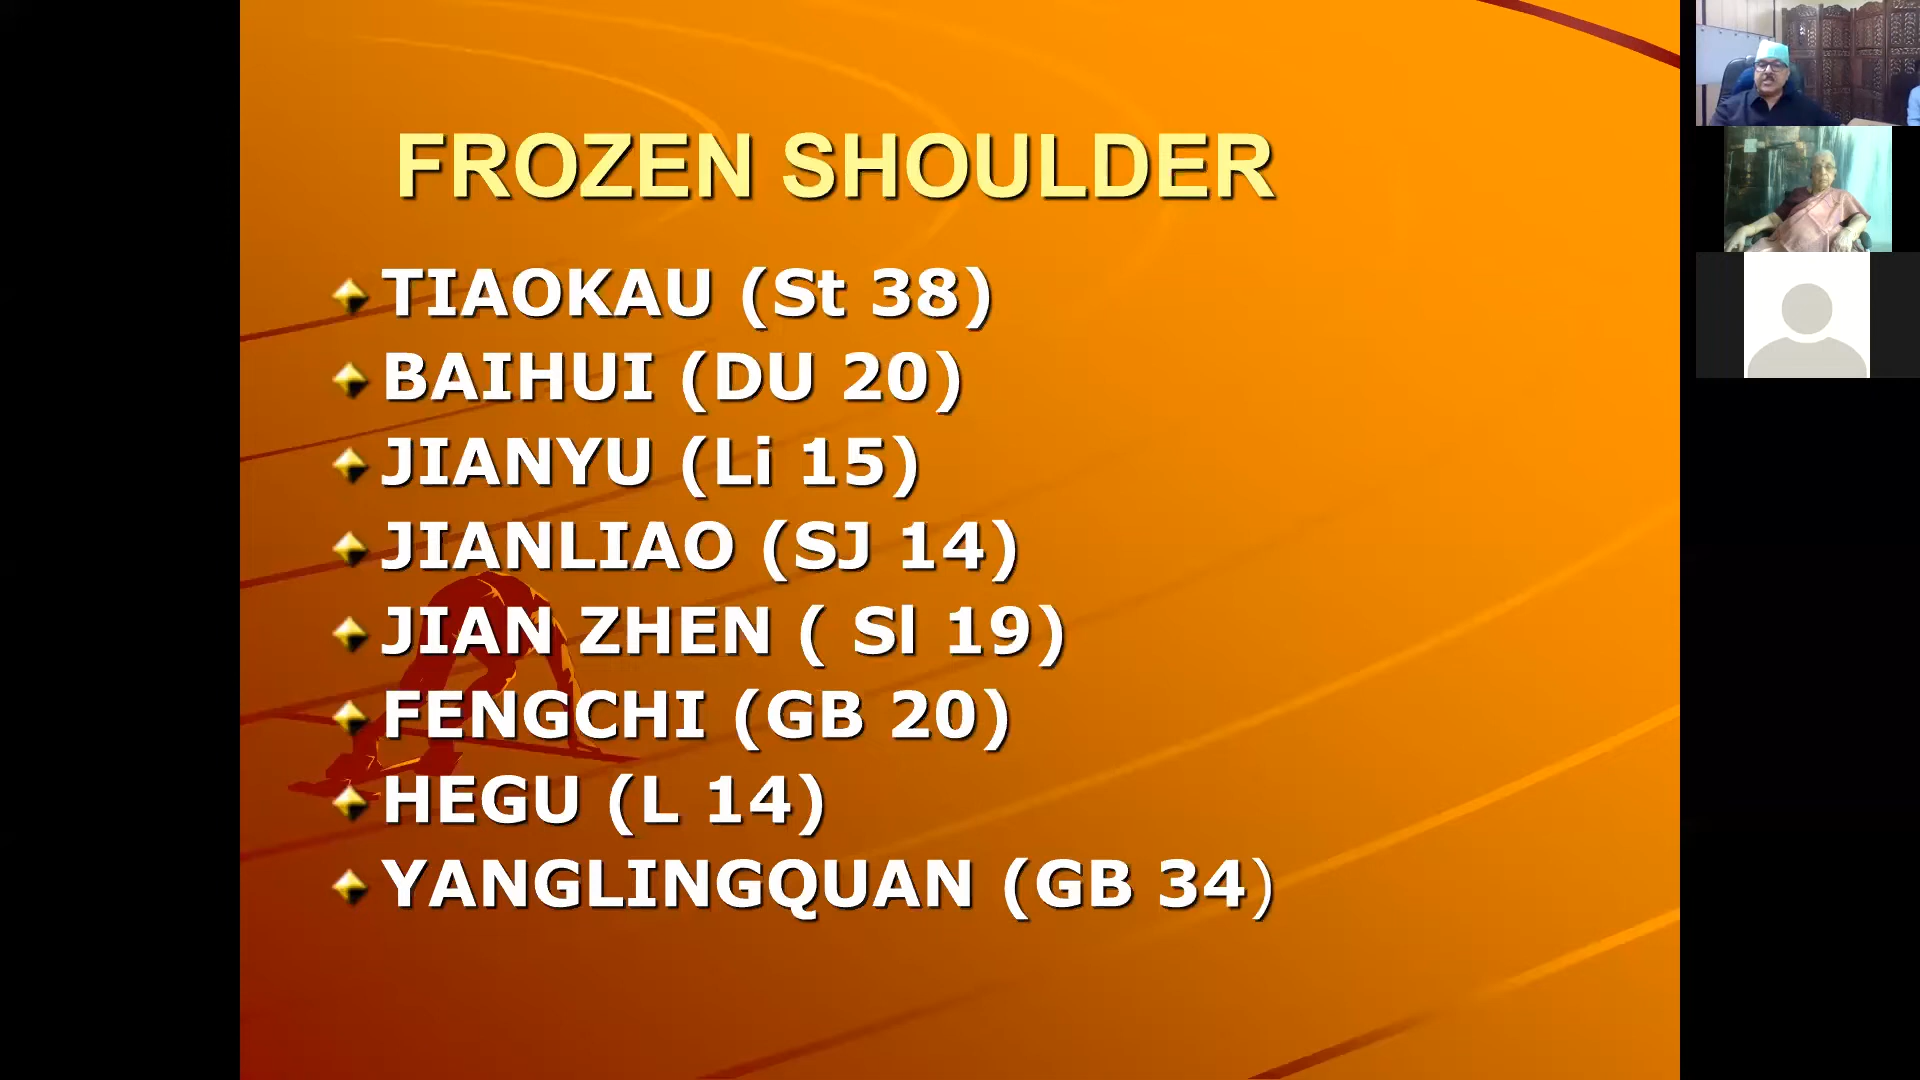 FROZEN SHOULDER
TIAOKAU (St 38)
BAIHUI (DU 20)
JIANYU (Li 15)
JIANLIAO (SJ 14)
JIAN ZHEN ( Sl 19)
FENGCHI (GB 20)
HEGU (L 14)
YANGLINGQUAN (GB 34)